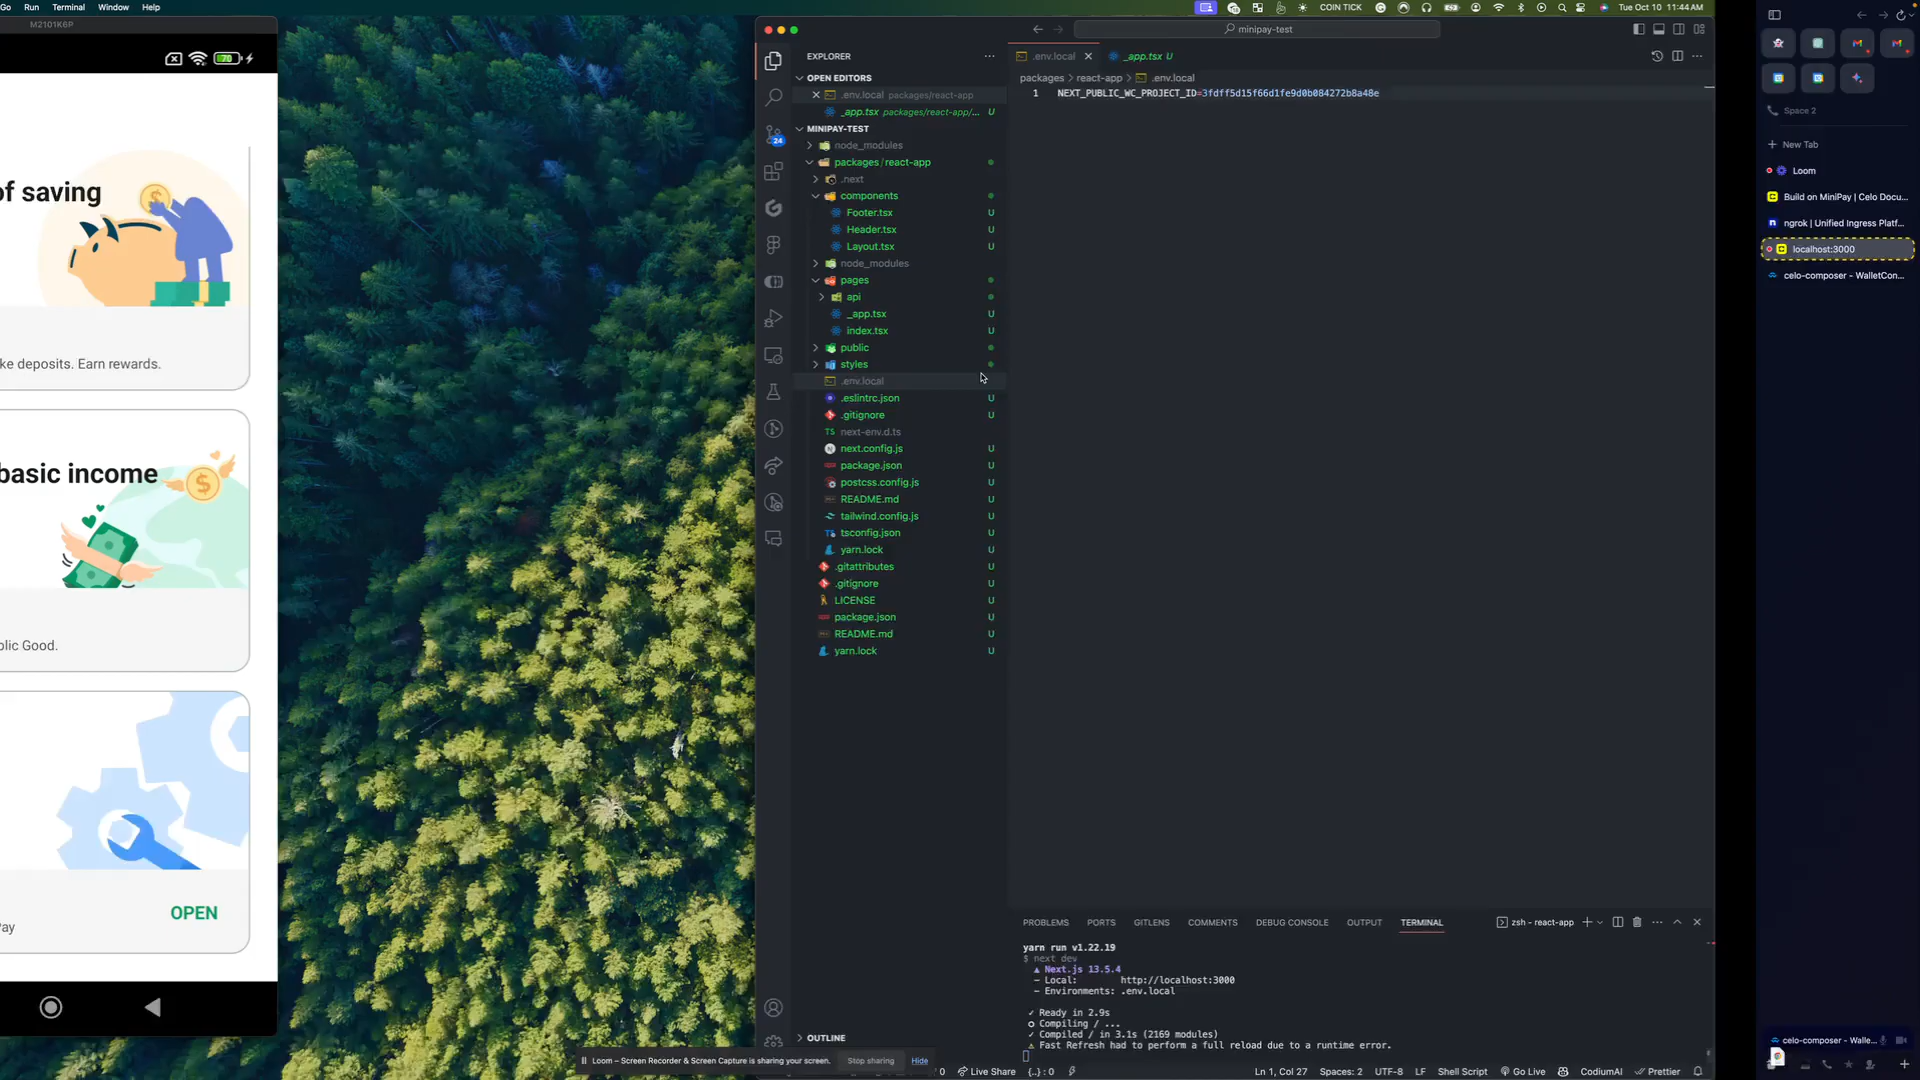 Go Run Terminal Window Help
COIN TICK
Tue Oct 10 11:44 AM
M2101K6P
70
of saving
ke deposits. Earn rewards.
basic income
blic Good.
OPEN
Pay
minipay-test
EXPLORER
OPEN EDITORS
.env.local packages/react-app
_app.tsx packages/react-app/... U
MINIPAY-TEST
node_modules
packages / react-app
.next
components
Footer.tsx U
Header.tsx U
Layout.tsx U
node_modules
pages
api
_app.tsx U
index.tsx U
public
styles
.env.local
.eslintrc.json U
.gitignore U
TS next-env.d.ts
next.config.js U
package.json U
postcss.config.js U
README.md U
tailwind.config.js U
tsconfig.json U
yarn.lock U
.gitattributes U
.gitignore U
LICENSE U
package.json U
README.md U
yarn.lock U
OUTLINE
24
.env.local
_app.tsx U
packages > react-app > .env.local
1 NEXT_PUBLIC_WC_PROJECT_ID=3fdff5d15f66d1fe9d0b084272b8a48e
PROBLEMS PORTS GITLENS COMMENTS DEBUG CONSOLE OUTPUT TERMINAL
zsh - react-app
yarn run v1.22.19
$ next dev
▲ Next.js 13.5.4
- Local: http://localhost:3000
- Environments: .env.local
✓ Ready in 2.9s
○ Compiling / ...
✓ Compiled / in 3.1s (2169 modules)
⚠ Fast Refresh had to perform a full reload due to a runtime error.
Loom – Screen Recorder & Screen Capture is sharing your screen.
Stop sharing
Hide
0 Live Share {..} : 0
Ln 1, Col 27 Spaces: 2 UTF-8 LF Shell Script Go Live CodiumAI Prettier
Space 2
New Tab
Loom
Build on MiniPay | Celo Docu...
ngrok | Unified Ingress Platf...
localhost:3000
celo-composer - WalletCon...
celo-composer - Walle...